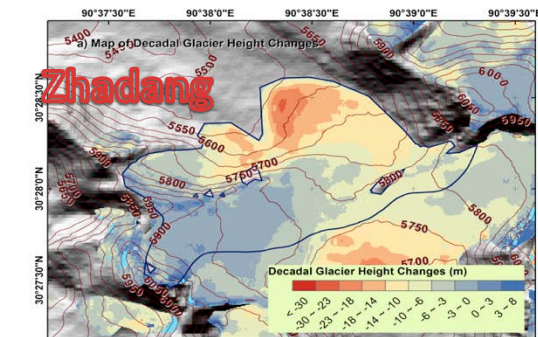 90°37'30"E 90°38'0"E 90°38'30"E 90°39'0"E 90°39'30"E
a) Map of Decadal Glacier Height Changes
Zhadang
30°28'30"N
30°28'0"N
30°27'30"N
5400
5500
5650
5900
6000
5950
5550
5600
5700
5750
5800
5800
5800
5900
5750
5700
Decadal Glacier Height Changes (m)
< -30
-30 – -23
-23 – -18
-18 – -14
-14 – -10
-10 – -6
-6 – -3
-3 – 0
0 – 3
3 – 8